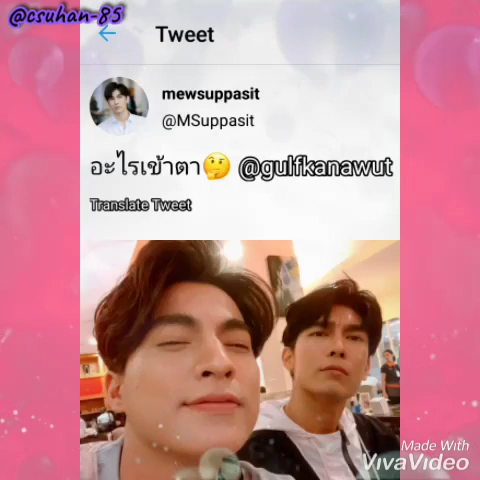 @csuhan-85
Tweet
mewsuppasit
@MSuppasit
อะไรเข้าตา🤔 @gulfkanawut
Translate Tweet
Made With
VivaVideo